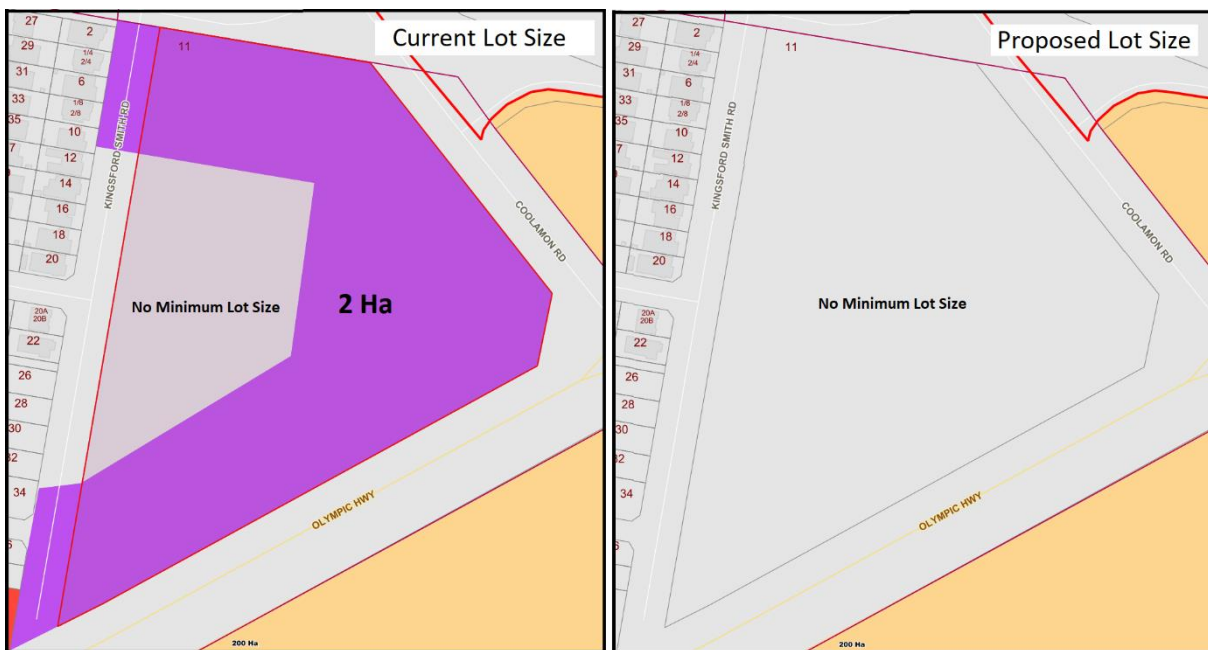 Current Lot Size
27
2
11
29
1/4
2/4
31
6
33
1/8
2/8
35
10
12
14
16
18
20
KINGSFORD SMITH RD
COOLAMON RD
No Minimum Lot Size
2 Ha
20A
20B
22
26
28
30
32
34
OLYMPIC HWY
200 Ha
Proposed Lot Size
27
2
11
29
1/4
2/4
31
6
33
1/8
2/8
35
10
12
14
16
18
20
KINGSFORD SMITH RD
COOLAMON RD
No Minimum Lot Size
20A
20B
22
26
28
30
32
34
OLYMPIC HWY
200 Ha